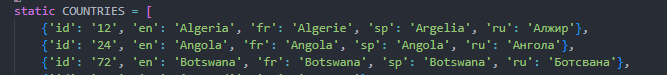 static COUNTRIES = [
{'id': '12', 'en': 'Algeria', 'fr': 'Algerie', 'sp': 'Argelia', 'ru': 'Алжир'},
{'id': '24', 'en': 'Angola', 'fr': 'Angola', 'sp': 'Angola', 'ru': 'Ангола'},
{'id': '72', 'en': 'Botswana', 'fr': 'Botswana', 'sp': 'Botswana', 'ru': 'Ботсвана'},